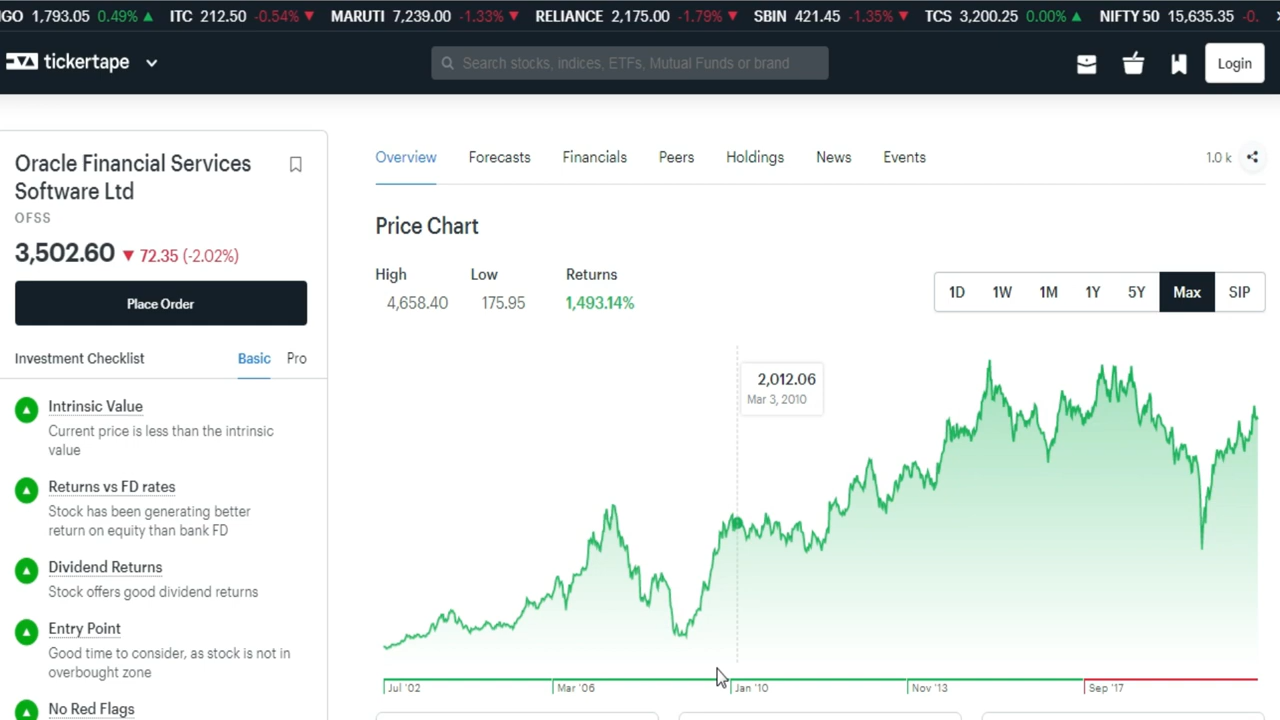 GO 1,793.05 0.49% ▲ ITC 212.50 -0.54% ▼ MARUTI 7,239.00 -1.33% ▼ RELIANCE 2,175.00 -1.79% ▼ SBIN 421.45 -1.35% ▼ TCS 3,200.25 0.00% ▲ NIFTY 50 15,635.35 -0.
tickertape
Search stocks, indices, ETFs, Mutual Funds or brand
Login
Oracle Financial Services
Software Ltd
OFSS
3,502.60 ▼ 72.35 (-2.02%)
Place Order
Investment Checklist Basic Pro
Intrinsic Value
Current price is less than the intrinsic
value
Returns vs FD rates
Stock has been generating better
return on equity than bank FD
Dividend Returns
Stock offers good dividend returns
Entry Point
Good time to consider, as stock is not in
overbought zone
No Red Flags
Overview Forecasts Financials Peers Holdings News Events
1.0 k
Price Chart
High Low Returns
4,658.40 175.95 1,493.14%
1D 1W 1M 1Y 5Y Max SIP
2,012.06
Mar 3, 2010
Jul '02 Mar '06 Jan '10 Nov '13 Sep '17